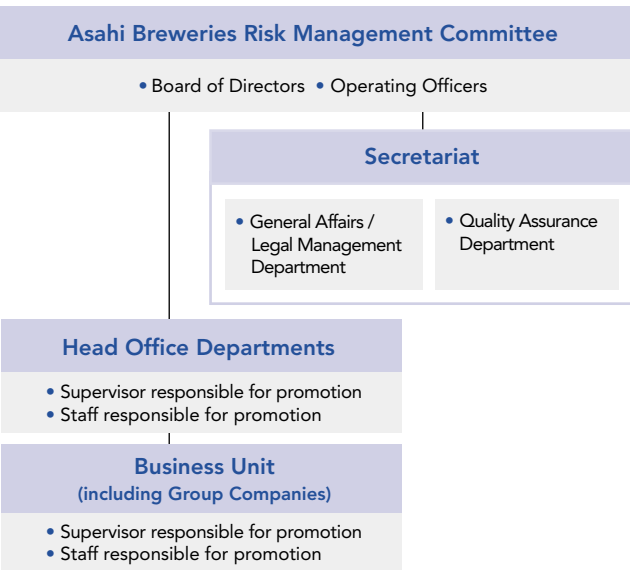 Asahi Breweries Risk Management Committee
• Board of Directors • Operating Officers
Secretariat
• General Affairs /
Legal Management
Department
• Quality Assurance
Department
Head Office Departments
• Supervisor responsible for promotion
• Staff responsible for promotion
Business Unit
(including Group Companies)
• Supervisor responsible for promotion
• Staff responsible for promotion